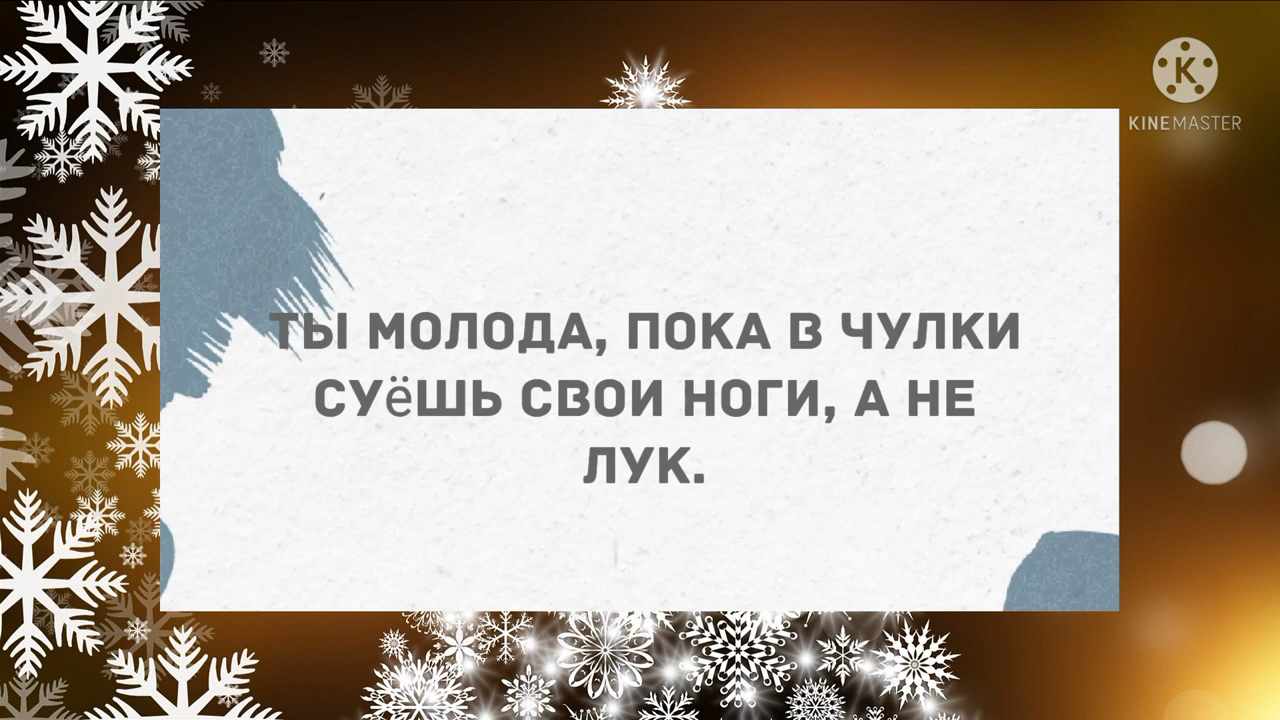 KINEMASTER
ТЫ МОЛОДА, ПОКА В ЧУЛКИ
СУёШЬ СВОИ НОГИ, А НЕ
ЛУК.